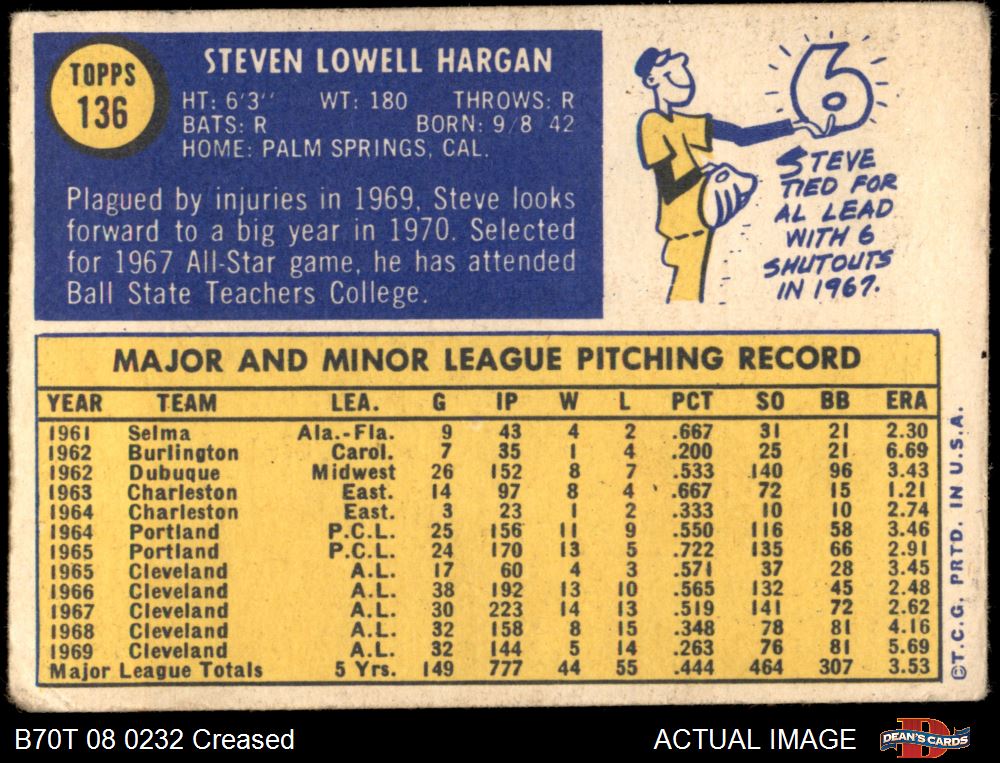 TOPPS
136
STEVEN LOWELL HARGAN
HT: 6'3" WT: 180 THROWS: R
BATS: R BORN: 9/8 42
HOME: PALM SPRINGS, CAL.
Plagued by injuries in 1969, Steve looks
forward to a big year in 1970. Selected
for 1967 All-Star game, he has attended
Ball State Teachers College.
6
STEVE
TIED FOR
AL LEAD
WITH 6
SHUTOUTS
IN 1967.
MAJOR AND MINOR LEAGUE PITCHING RECORD
YEAR TEAM LEA. G IP W L PCT SO BB ERA
1961 Selma Ala.-Fla. 9 43 4 2 .667 31 21 2.30
1962 Burlington Carol. 7 35 1 4 .200 25 21 6.69
1962 Dubuque Midwest 26 152 8 7 .533 140 96 3.43
1963 Charleston East. 14 97 8 4 .667 72 15 1.21
1964 Charleston East. 3 23 1 2 .333 10 10 2.74
1964 Portland P.C.L. 25 156 11 9 .550 116 58 3.46
1965 Portland P.C.L. 24 170 13 5 .722 135 66 2.91
1965 Cleveland A.L. 17 60 4 3 .571 37 28 3.45
1966 Cleveland A.L. 38 192 13 10 .565 132 45 2.48
1967 Cleveland A.L. 30 223 14 13 .519 141 72 2.62
1968 Cleveland A.L. 32 158 8 15 .348 78 81 4.16
1969 Cleveland A.L. 32 144 5 14 .263 76 81 5.69
Major League Totals 5 Yrs. 149 777 44 55 .444 464 307 3.53
©T.C.G. PRTD. IN U.S.A.
B70T 08 0232 Creased
ACTUAL IMAGE
D
DEAN'S CARDS